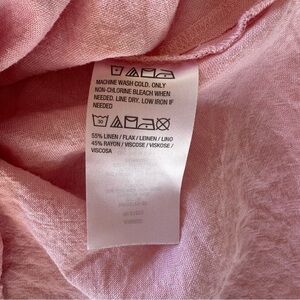 MACHINE WASH COLD. ONLY
NON-CHLORINE BLEACH WHEN
NEEDED. LINE DRY. LOW IRON IF
NEEDED
30
55% LINEN / FLAX / LEINEN / LINO
45% RAYON / VISCOSE / VISKOSE /
VISCOSA